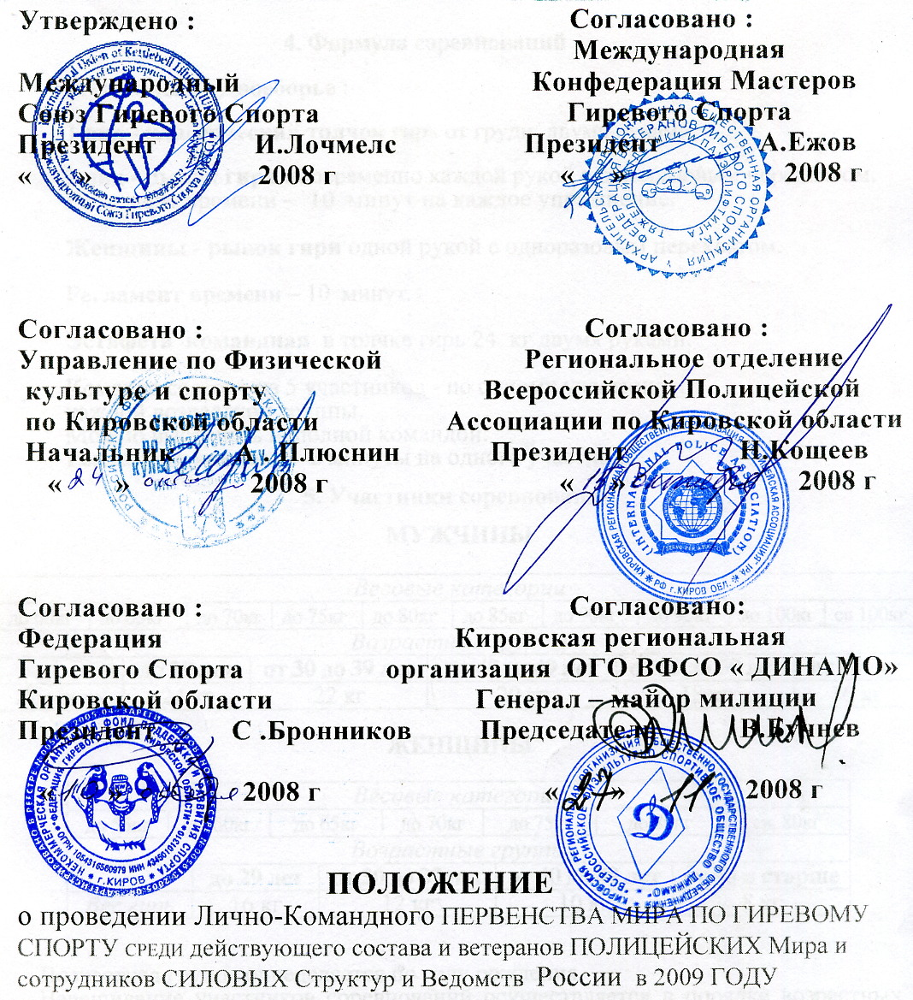 Утверждено :
Международный
Союз Гиревого Спорта
Президент И.Лочмелс
« » 2008 г
Согласовано :
Международная
Конфедерация Мастеров
Гиревого Спорта
Президент А.Ежов
« » 2008 г
Согласовано :
Управление по Физической
культуре и спорту
по Кировской области
Начальник А. Плюснин
« 24 » 2008 г
Согласовано :
Региональное отделение
Всероссийской Полицейской
Ассоциации по Кировской области
Президент Н.Кощеев
« » 2008 г
Согласовано :
Федерация
Гиревого Спорта
Кировской области
Президент С .Бронников
« » 2008 г
Согласовано:
Кировская региональная
организация ОГО ВФСО « ДИНАМО»
Генерал – майор милиции
Председатель
« 27 » 11 2008 г
ПОЛОЖЕНИЕ
о проведении Лично-Командного ПЕРВЕНСТВА МИРА ПО ГИРЕВОМУ
СПОРТУ СРЕДИ действующего состава и ветеранов ПОЛИЦЕЙСКИХ Мира и
сотрудников СИЛОВЫХ Структур и Ведомств России в 2009 ГОДУ